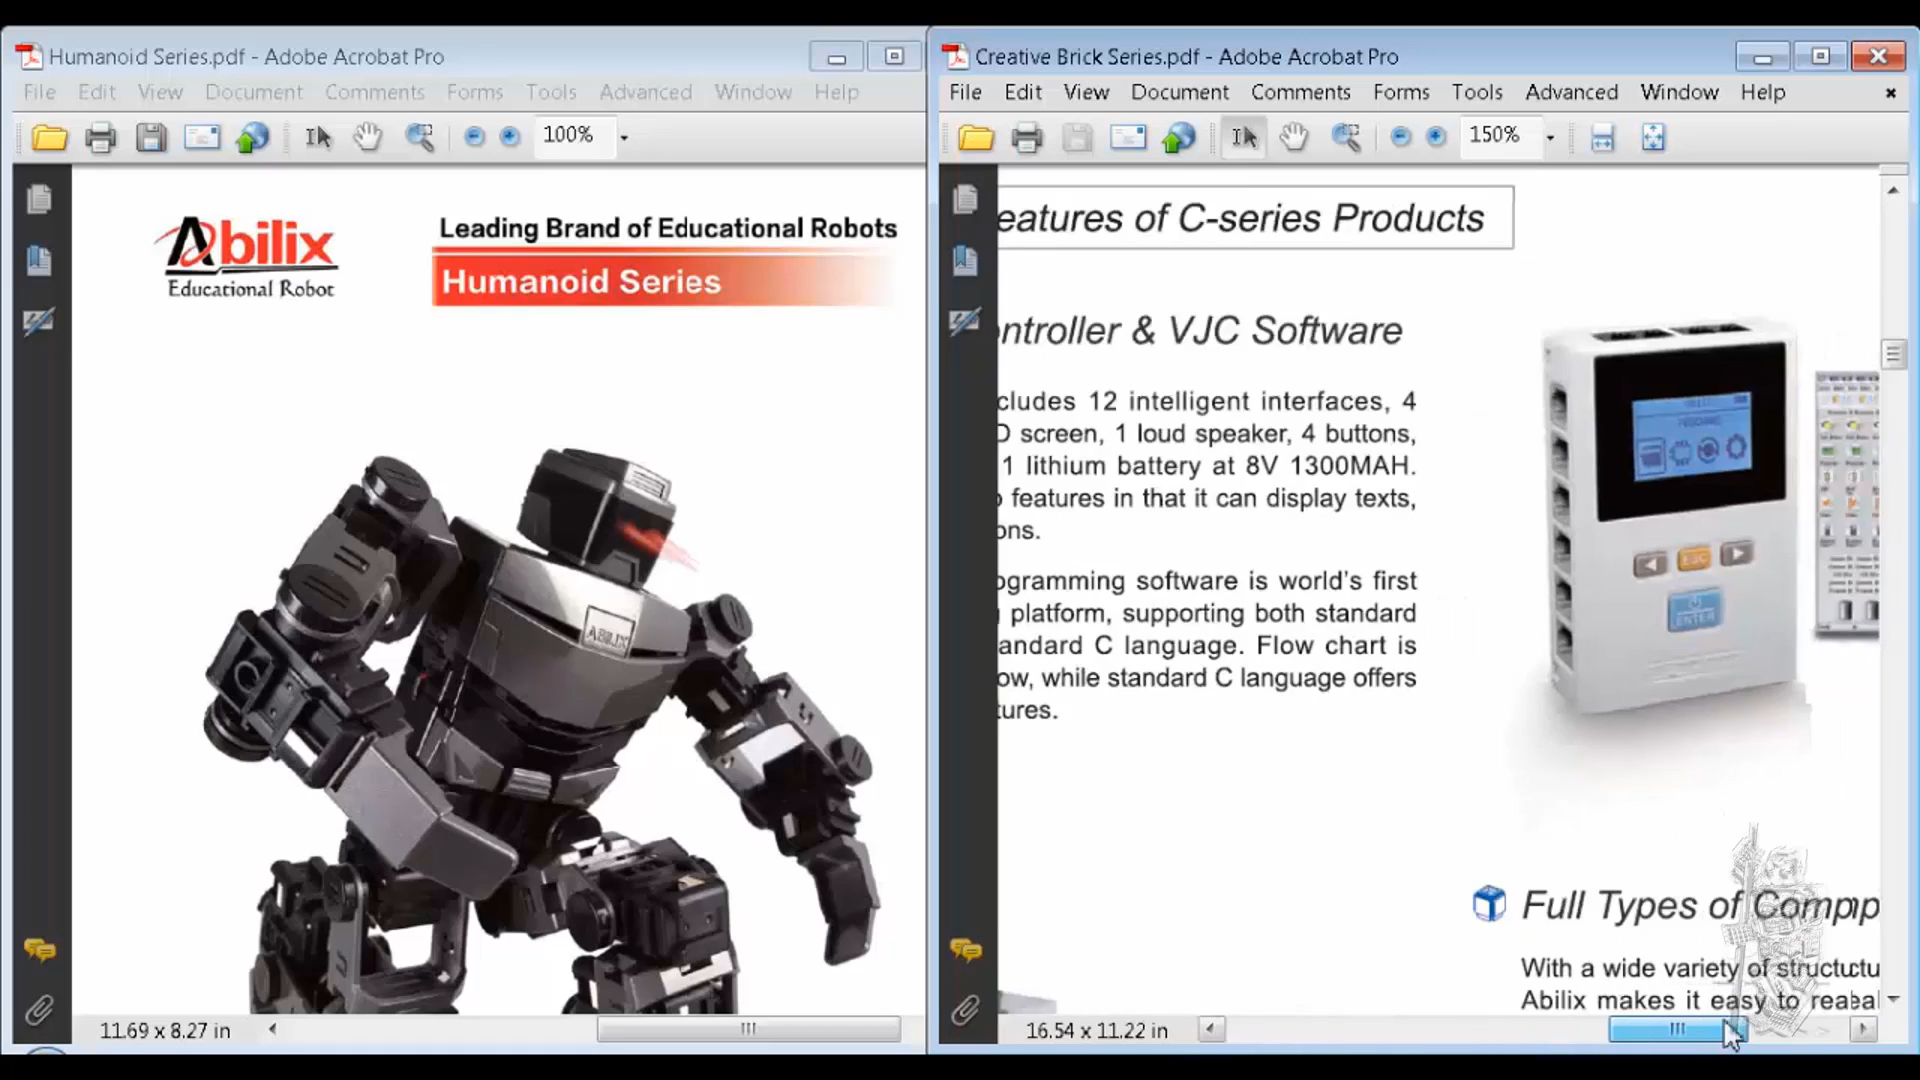 Humanoid Series.pdf - Adobe Acrobat Pro
File Edit View Document Comments Forms Tools Advanced Window Help
100%
Abilix
Educational Robot
Leading Brand of Educational Robots
Humanoid Series
ABILIX
11.69 x 8.27 in
Creative Brick Series.pdf - Adobe Acrobat Pro
File Edit View Document Comments Forms Tools Advanced Window Help
150%
eatures of C-series Products
ontroller & VJC Software
cludes 12 intelligent interfaces, 4
D screen, 1 loud speaker, 4 buttons,
1 lithium battery at 8V 1300MAH.
features in that it can display texts,
ons.
ogramming software is world's first
platform, supporting both standard
andard C language. Flow chart is
ow, while standard C language offers
tures.
ESC
ENTER
Full Types of
With a wide variety of
Abilix makes it easy to
16.54 x 11.22 in